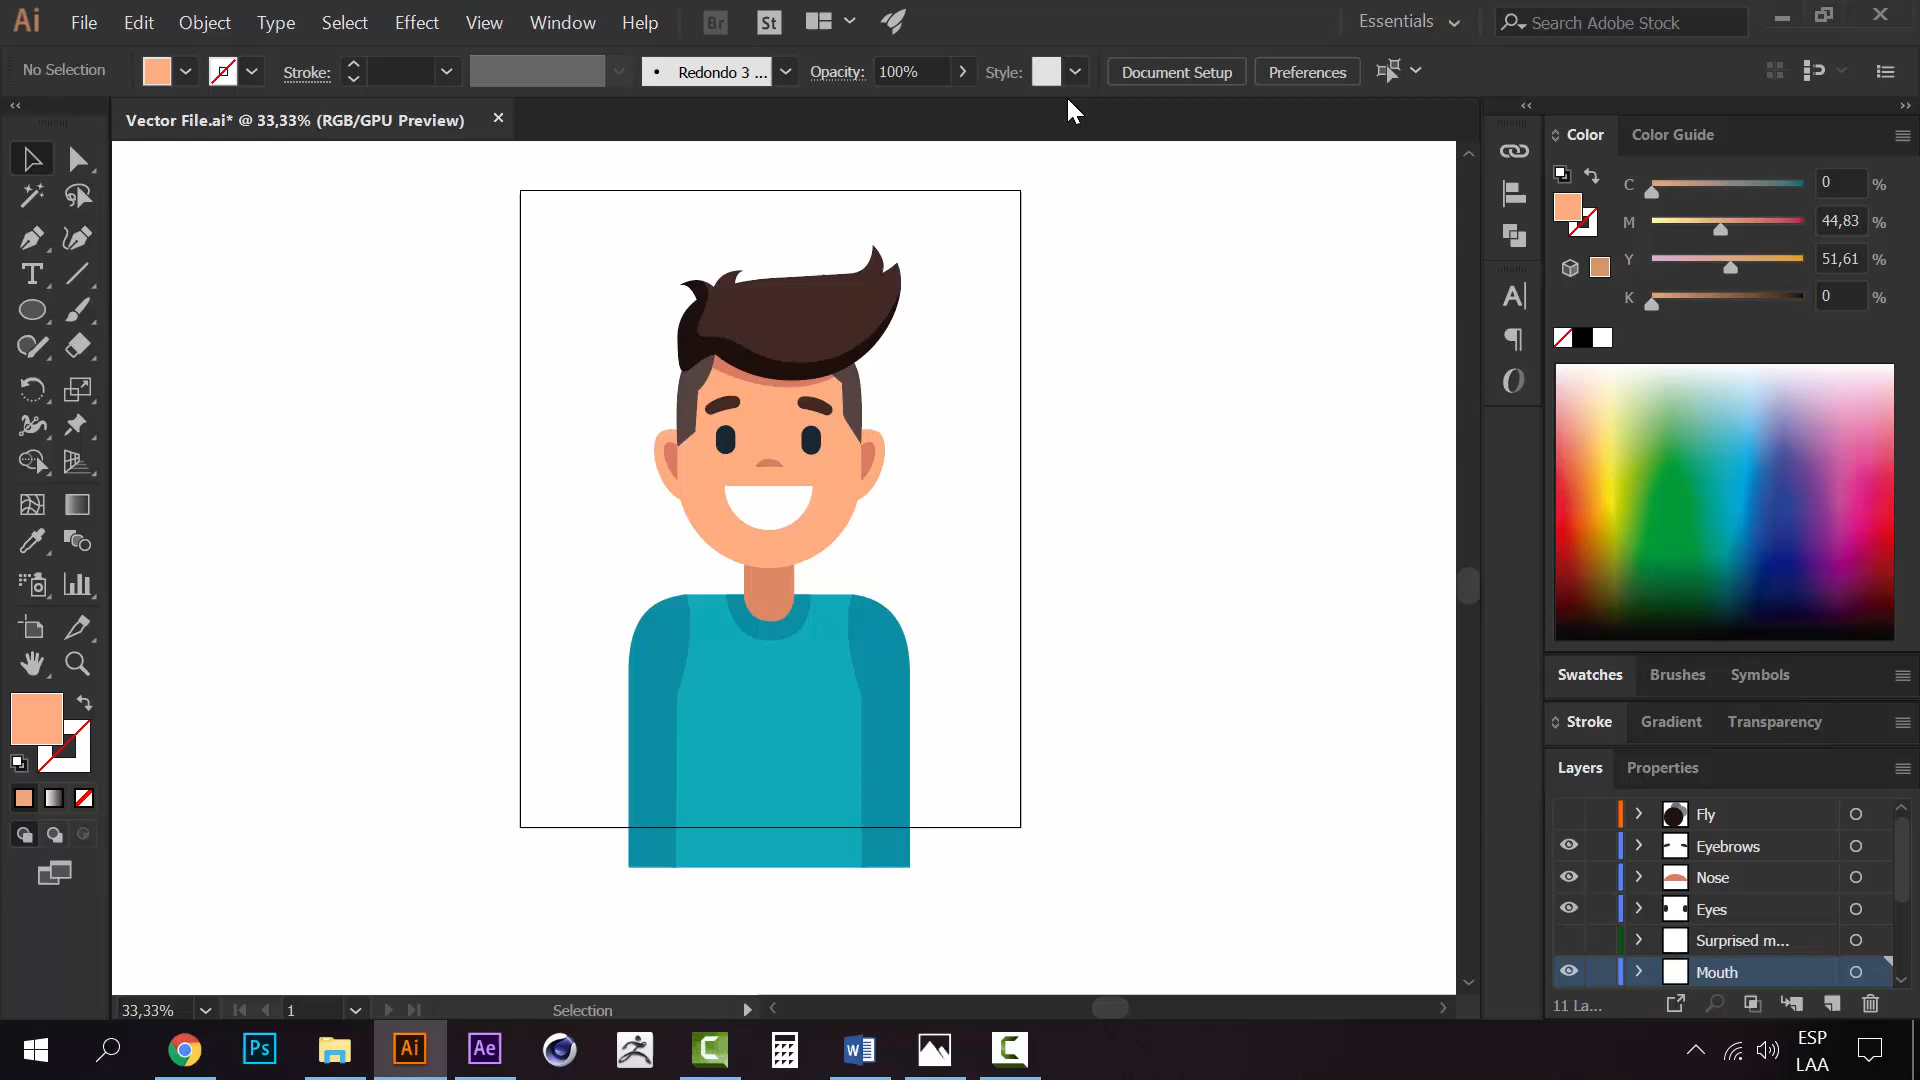 Ai File Edit Object Type Select Effect View Window Help Br St Essentials Search Adobe Stock
No Selection Stroke: Redondo 3 ... Opacity: 100% Style: Document Setup Preferences
Vector File.ai* @ 33,33% (RGB/GPU Preview)
Color Color Guide
C 0 %
M 44,83 %
Y 51,61 %
K 0 %
Swatches Brushes Symbols
Stroke Gradient Transparency
Layers Properties
Fly
Eyebrows
Nose
Eyes
Surprised m...
Mouth
11 La...
33,33% 1 Selection
Ps Ai Ae W ESP
LAA